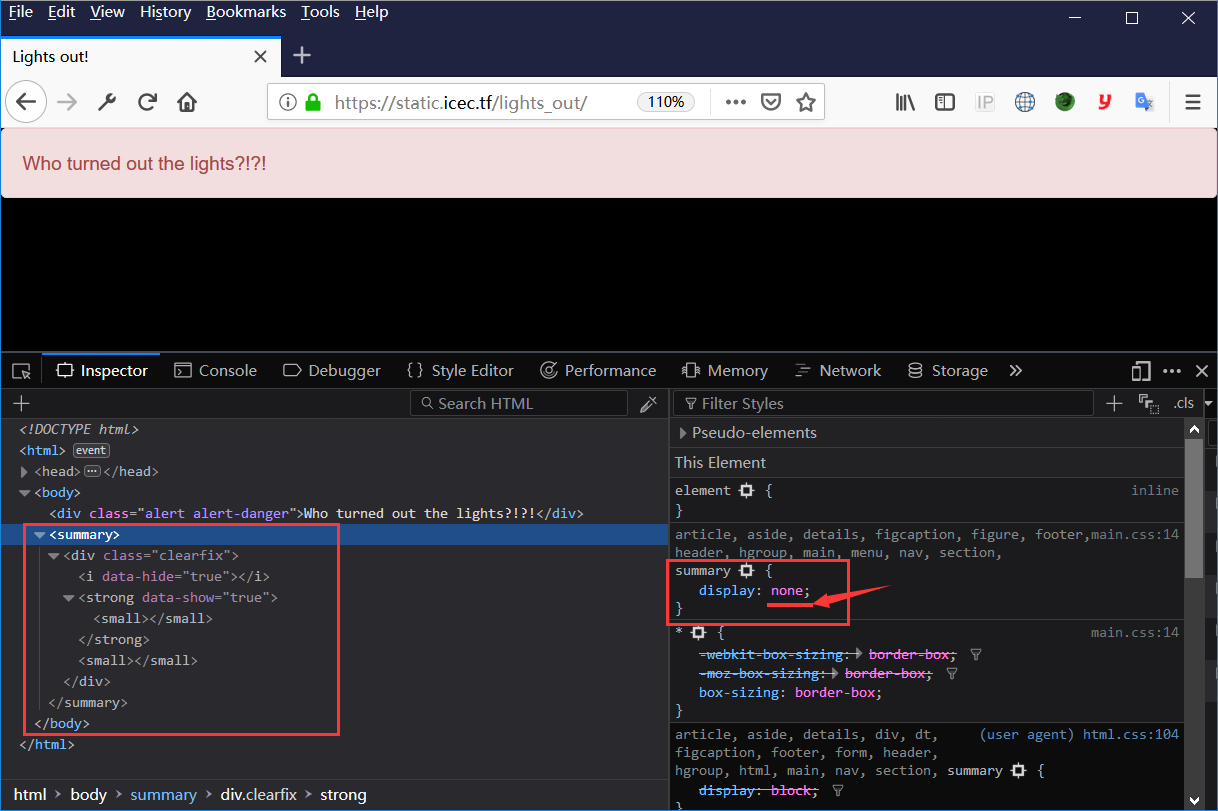 File Edit View History Bookmarks Tools Help
Lights out!
https://static.icec.tf/lights_out/ 110% IP y G
Who turned out the lights?!?!
Inspector Console Debugger {} Style Editor Performance Memory Network Storage »
Search HTML
Filter Styles .cls
<!DOCTYPE html>
<html> event
<head> ... </head>
<body>
<div class="alert alert-danger">Who turned out the lights?!?!</div>
<summary>
<div class="clearfix">
<i data-hide="true"></i>
<strong data-show="true">
<small></small>
</strong>
<small></small>
</div>
</summary>
</body>
</html>
html > body > summary > div.clearfix > strong
Pseudo-elements
This Element
element { inline
}
article, aside, details, figcaption, figure, footer, main.css:14
header, hgroup, main, menu, nav, section,
summary {
display: none;
}
* { main.css:14
-webkit-box-sizing: border-box;
-moz-box-sizing: border-box;
box-sizing: border-box;
}
article, aside, details, div, dt, (user agent) html.css:104
figcaption, footer, form, header,
hgroup, html, main, nav, section, summary {
display: block;
}